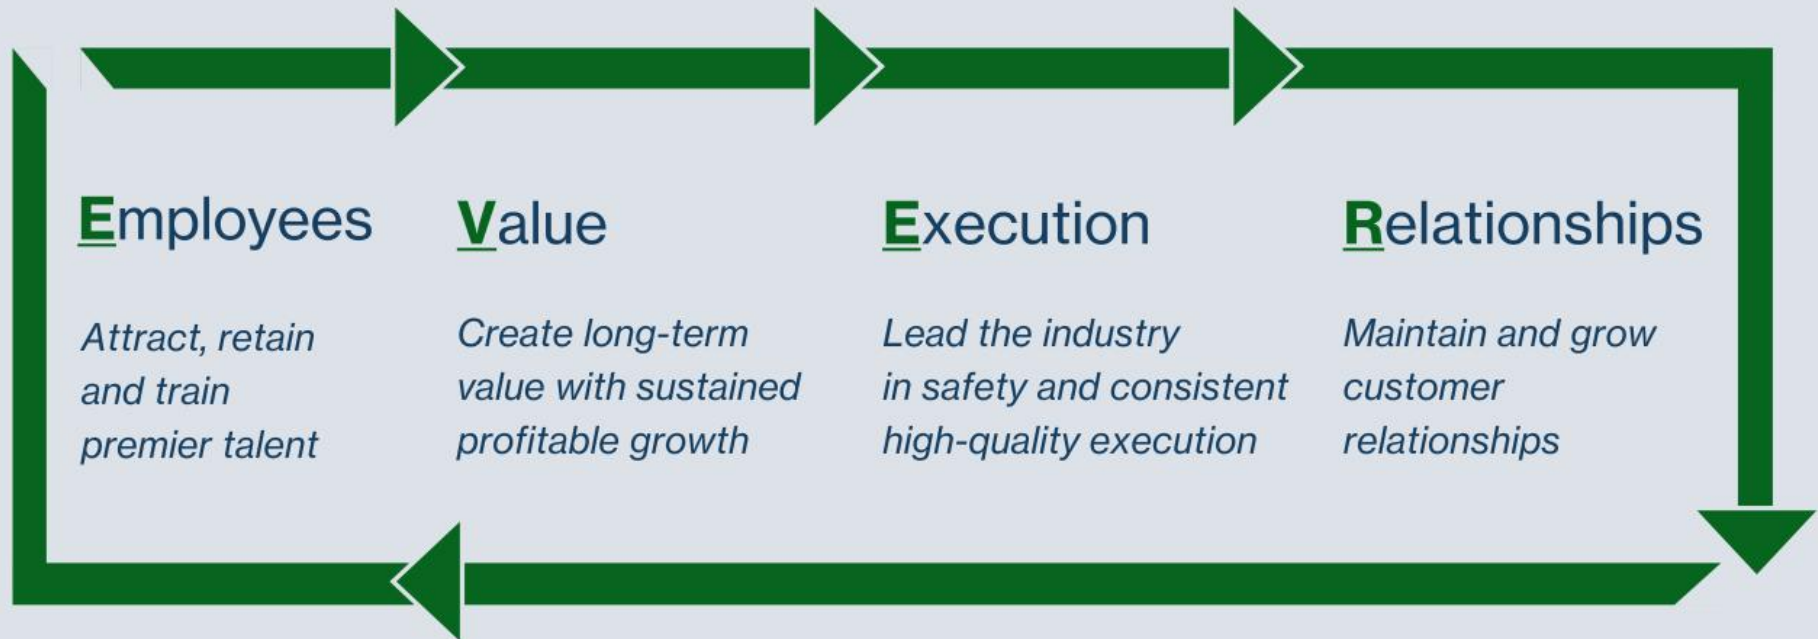 Employees
Attract, retain
and train
premier talent
Value
Create long-term
value with sustained
profitable growth
Execution
Lead the industry
in safety and consistent
high-quality execution
Relationships
Maintain and grow
customer
relationships